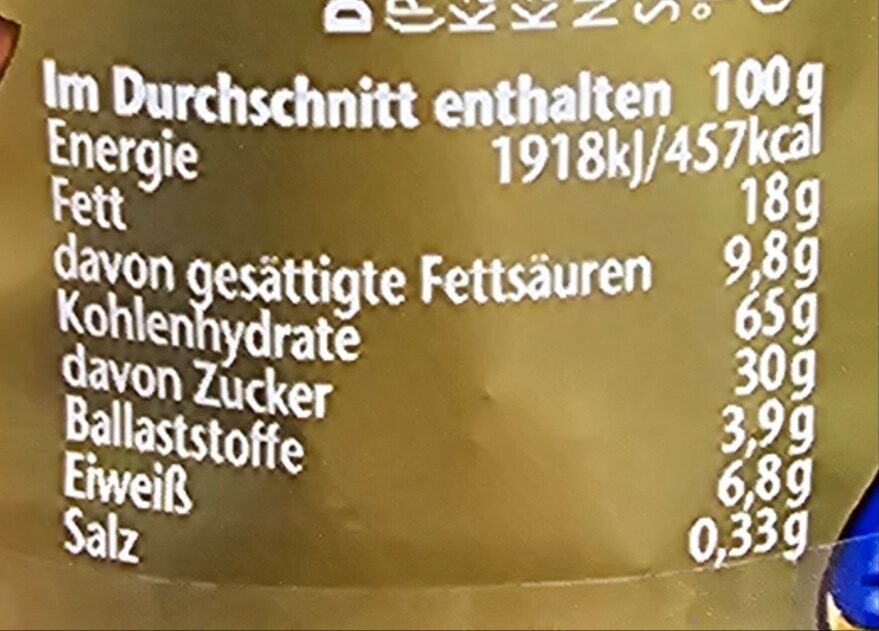 Im Durchschnitt enthalten 100g
Energie 1918kJ/457kcal
Fett 18g
davon gesättigte Fettsäuren 9,8g
Kohlenhydrate 65g
davon Zucker 30g
Ballaststoffe 3,9g
Eiweiß 6,8g
Salz 0,33g